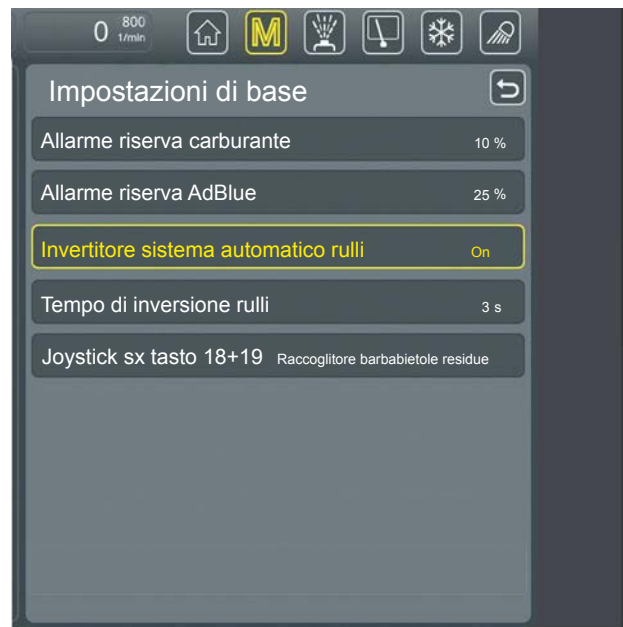 0 800 1/min M
Impostazioni di base
Allarme riserva carburante 10 %
Allarme riserva AdBlue 25 %
Invertitore sistema automatico rulli On
Tempo di inversione rulli 3 s
Joystick sx tasto 18+19 Raccoglitore barbabietole residue